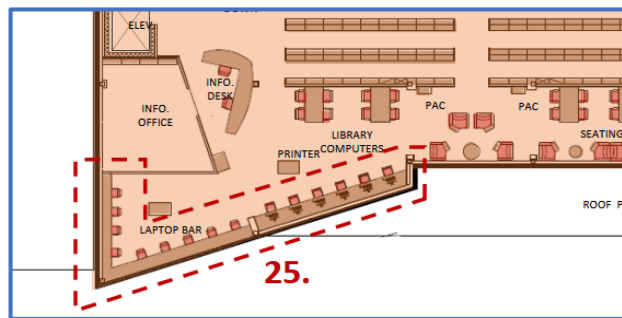 ELEV.
INFO.
DESK
INFO.
OFFICE
PAC
PAC
LIBRARY
COMPUTERS
SEATING
PRINTER
ROOF P
LAPTOP BAR
25.